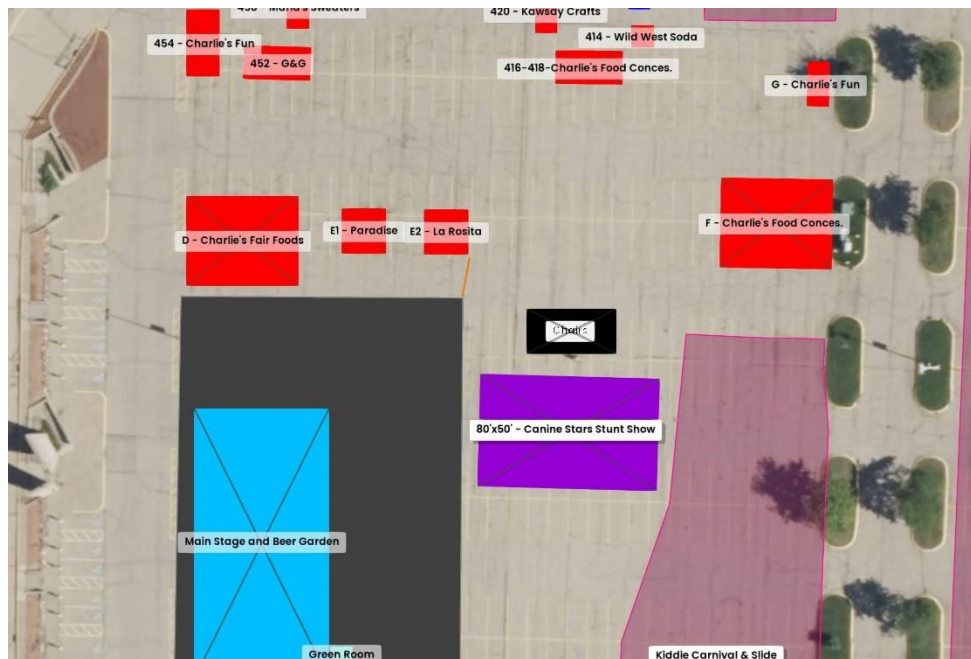 420 - Kawsay Crafts
454 - Charlie's Fun
414 - Wild West Soda
452 - G&G
416-418-Charlie's Food Conces.
G - Charlie's Fun
D - Charlie's Fair Foods
E1 - Paradise
E2 - La Rosita
F - Charlie's Food Conces.
Chairs
80'x50' - Canine Stars Stunt Show
Main Stage and Beer Garden
Green Room
Kiddie Carnival & Slide